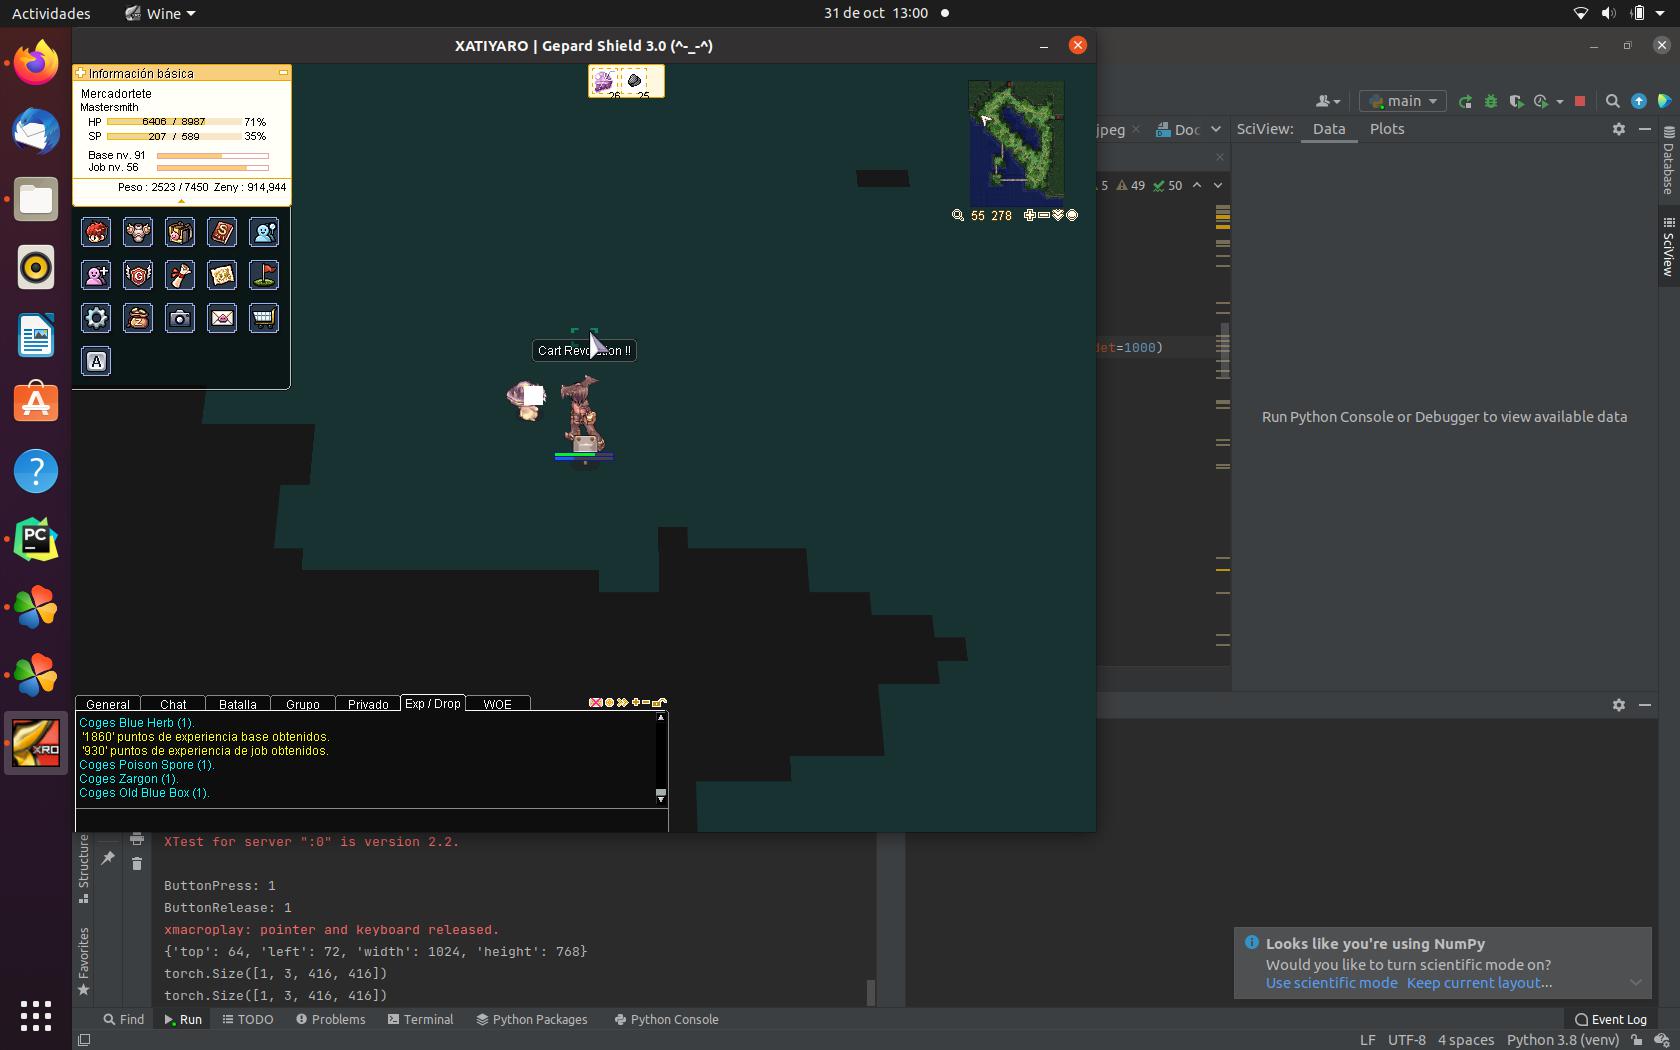 Actividades
Wine
31 de oct 13:00
XATIYARO | Gepard Shield 3.0 (^-_-^)
Información básica
Mercadortete
Mastersmith
HP 6406 / 8987 71%
SP 207 / 589 35%
Base nv. 91
Job nv. 56
Peso : 2523 / 7450 Zeny : 914,944
26 25
55 278
A
Cart Revolution !!
General Chat Batalla Grupo Privado Exp / Drop WOE
Coges Blue Herb (1).
'1860' puntos de experiencia base obtenidos.
'930' puntos de experiencia de job obtenidos.
Coges Poison Spore (1).
Coges Zargon (1).
Coges Old Blue Box (1).
main
jpeg Doc
SciView: Data Plots
5 49 50
det=1000)
Run Python Console or Debugger to view available data
Database
SciView
PC
XRO
Structure
Favorites
XTest for server ":0" is version 2.2.
ButtonPress: 1
ButtonRelease: 1
xmacroplay: pointer and keyboard released.
{'top': 64, 'left': 72, 'width': 1024, 'height': 768}
torch.Size([1, 3, 416, 416])
torch.Size([1, 3, 416, 416])
Looks like you're using NumPy
Would you like to turn scientific mode on?
Use scientific mode Keep current layout...
Find Run TODO Problems Terminal Python Packages Python Console Event Log
LF UTF-8 4 spaces Python 3.8 (venv)